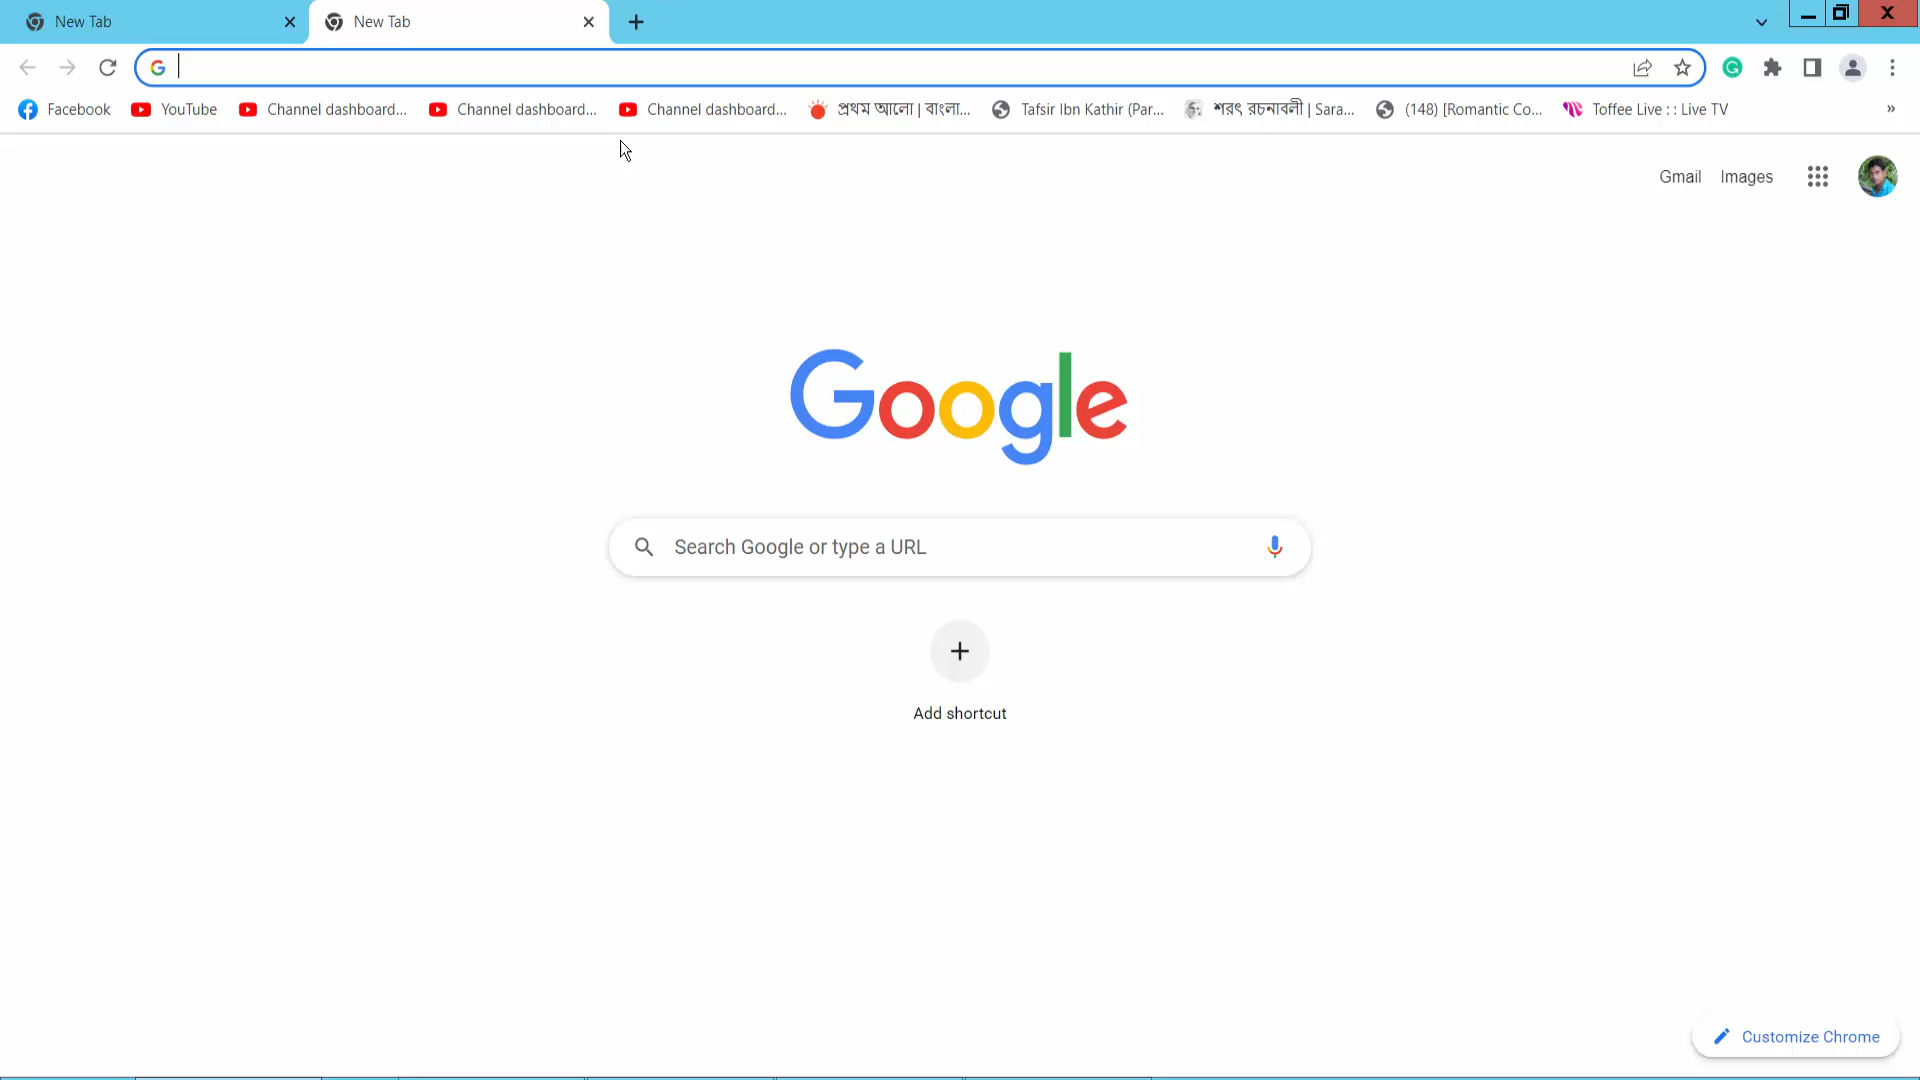 New Tab
New Tab
Facebook
YouTube
Channel dashboard...
Channel dashboard...
Channel dashboard...
প্রথম আলো | বাংলা...
Tafsir Ibn Kathir (Par...
শরৎ রচনাবলী | Sara...
(148) [Romantic Co...
Toffee Live : : Live TV
Gmail
Images
Google
Search Google or type a URL
Add shortcut
Customize Chrome